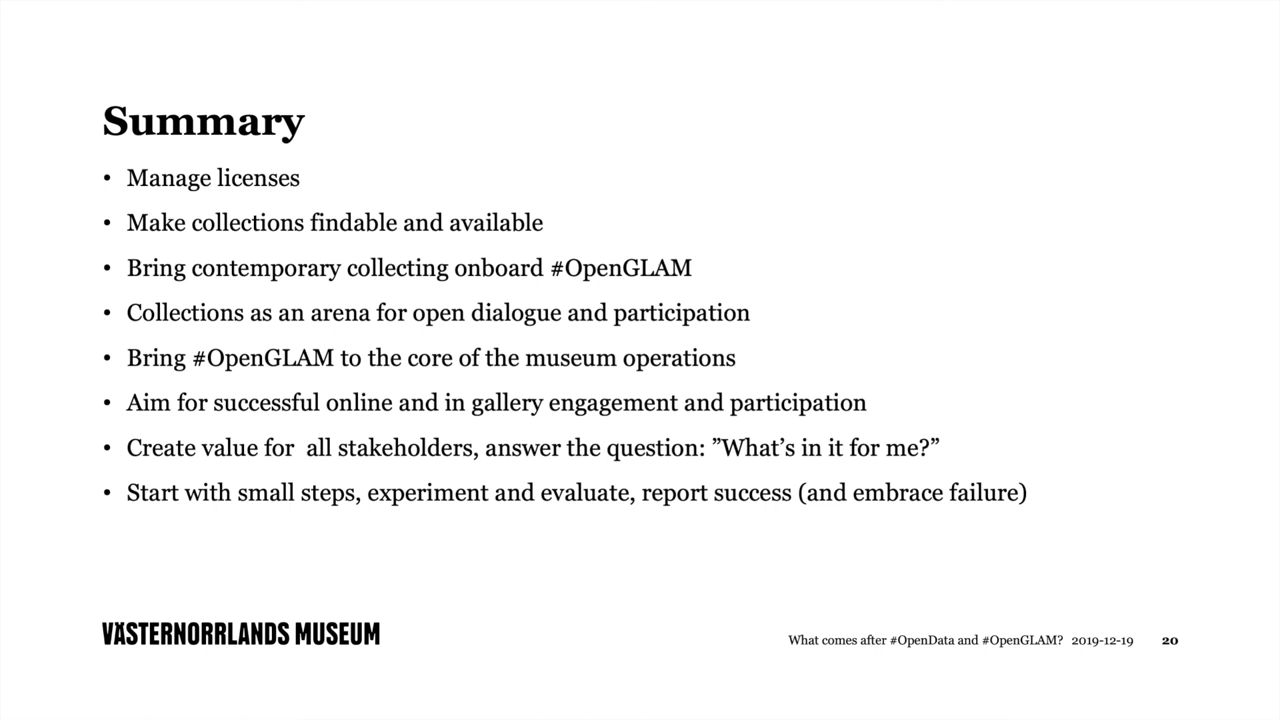 Summary
• Manage licenses
• Make collections findable and available
• Bring contemporary collecting onboard #OpenGLAM
• Collections as an arena for open dialogue and participation
• Bring #OpenGLAM to the core of the museum operations
• Aim for successful online and in gallery engagement and participation
• Create value for  all stakeholders, answer the question: ”What’s in it for me?”
• Start with small steps, experiment and evaluate, report success (and embrace failure)
VÄSTERNORRLANDS MUSEUM
What comes after #OpenData and #OpenGLAM? 2019-12-19 20